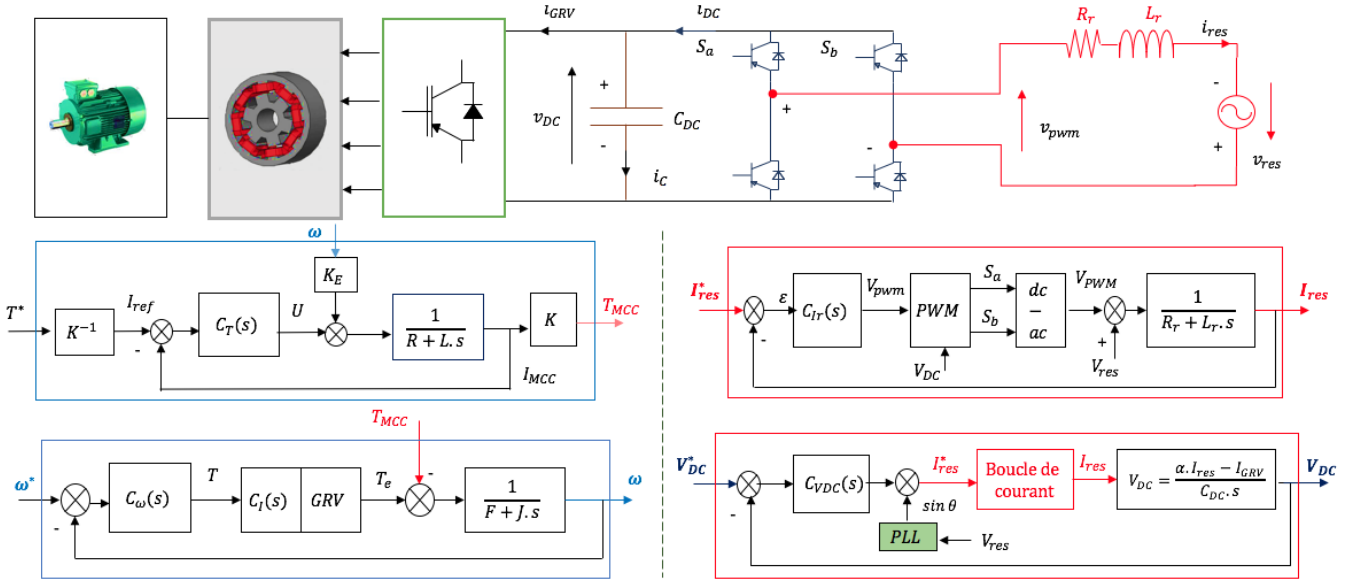 i_GRV
i_DC
S_a
S_b
R_r
L_r
i_res
+
v_DC
C_DC
-
i_C
+
-
v_pwm
-
+
v_res
ω
K_E
T*
K^{-1}
I_ref
-
C_T(s)
U
1 / (R + L.s)
I_MCC
K
T_MCC
I*_res
-
ε
C_Ir(s)
V_pwm
PWM
V_DC
S_a
S_b
dc
-
ac
V_PWM
+
V_res
1 / (R_r + L_r.s)
I_res
T_MCC
ω*
-
C_ω(s)
T
C_I(s)
GRV
T_e
-
1 / (F + J.s)
ω
V*_DC
-
C_VDC(s)
sin θ
PLL
V_res
I*_res
Boucle de
courant
I_res
V_DC = (α.I_res − I_GRV) / (C_DC.s)
V_DC